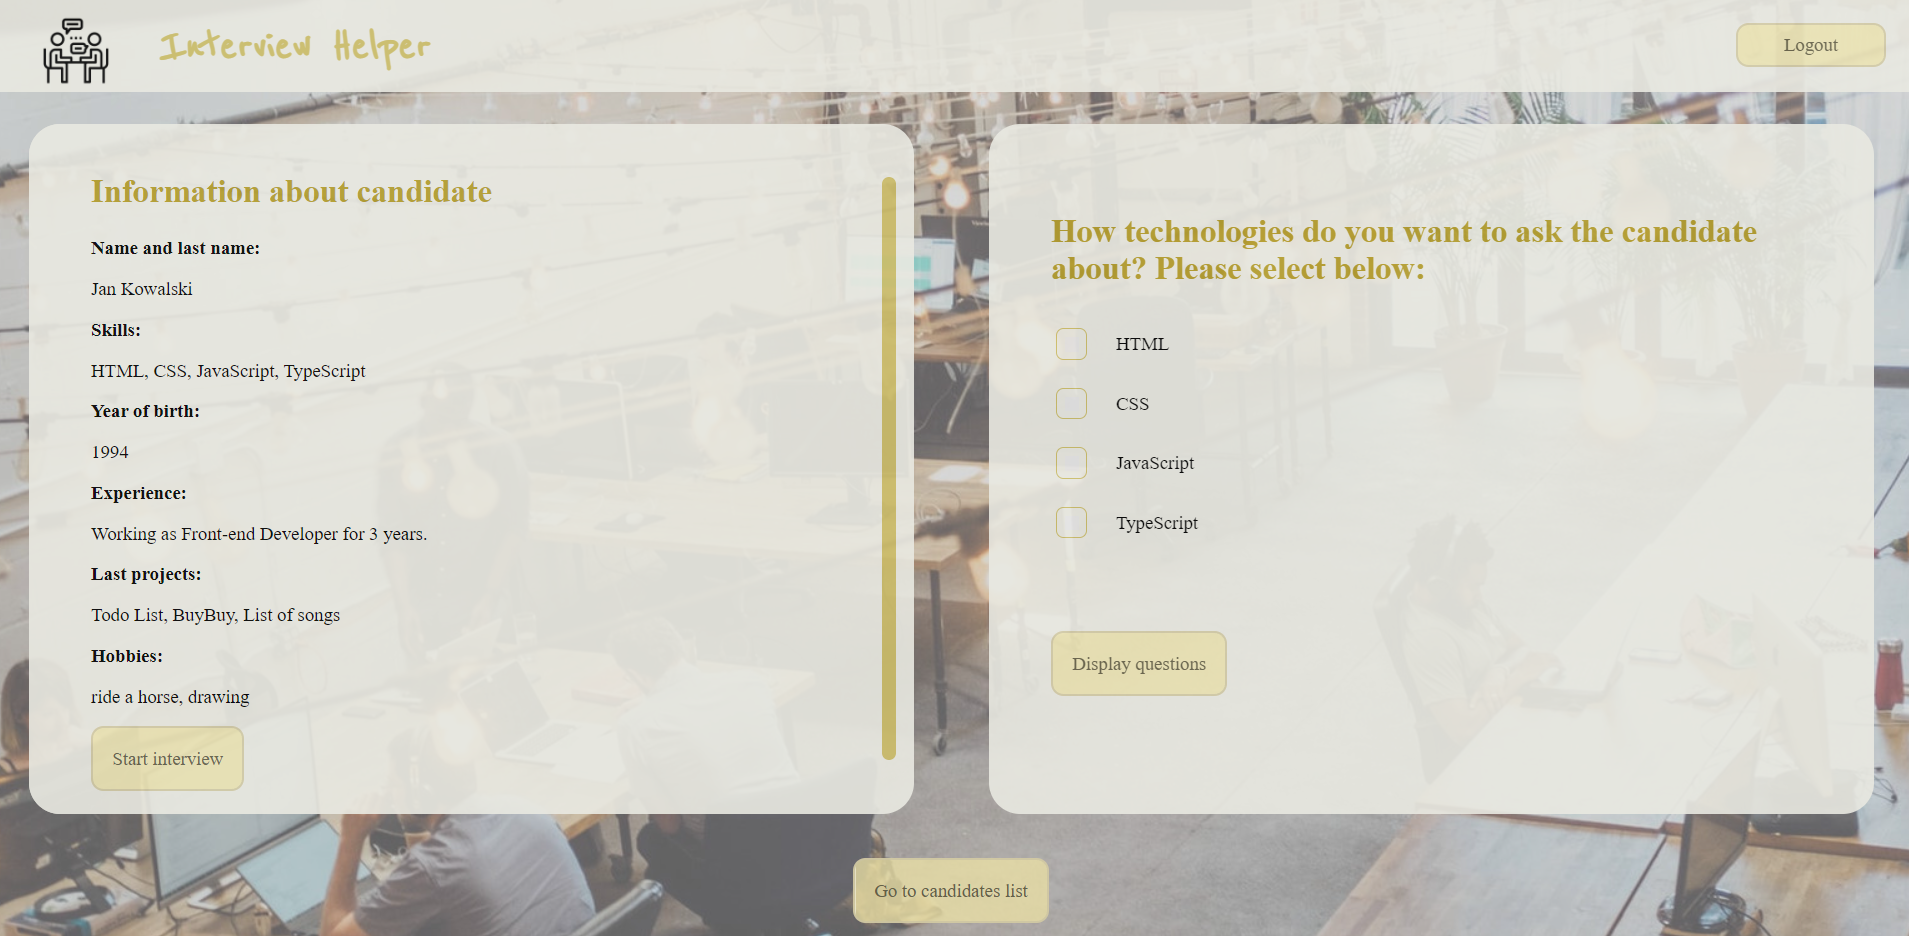 Interview Helper
Logout
Information about candidate
Name and last name:
Jan Kowalski
Skills:
HTML, CSS, JavaScript, TypeScript
Year of birth:
1994
Experience:
Working as Front-end Developer for 3 years.
Last projects:
Todo List, BuyBuy, List of songs
Hobbies:
ride a horse, drawing
Start interview
How technologies do you want to ask the candidate
about? Please select below:
HTML
CSS
JavaScript
TypeScript
Display questions
Go to candidates list